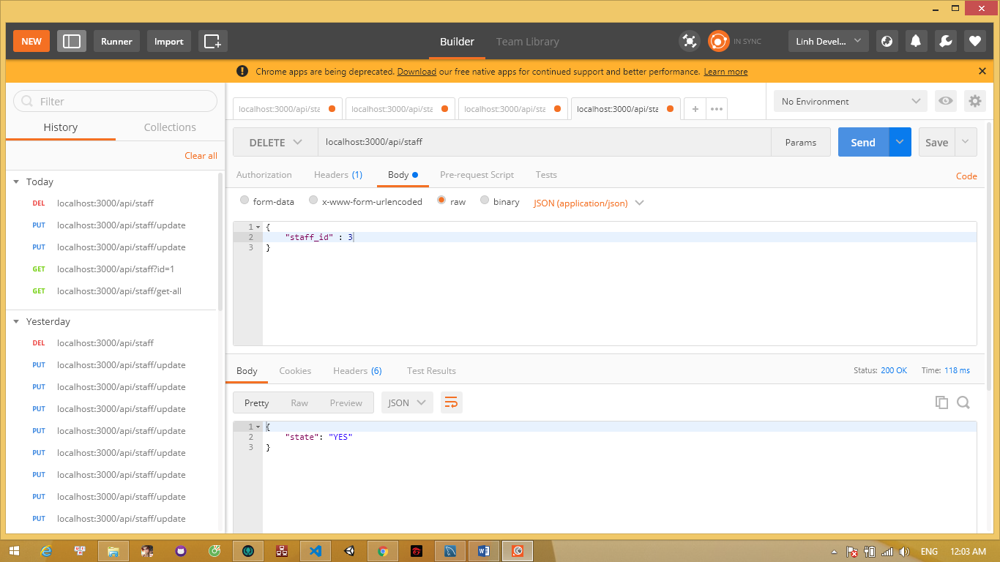 NEW
Runner
Import
Builder
Team Library
IN SYNC
Linh Devel...
Chrome apps are being deprecated. Download our free native apps for continued support and better performance. Learn more
Filter
History
Collections
Clear all
Today
DEL localhost:3000/api/staff
PUT localhost:3000/api/staff/update
PUT localhost:3000/api/staff/update
GET localhost:3000/api/staff?id=1
GET localhost:3000/api/staff/get-all
Yesterday
DEL localhost:3000/api/staff
PUT localhost:3000/api/staff/update
PUT localhost:3000/api/staff/update
PUT localhost:3000/api/staff/update
PUT localhost:3000/api/staff/update
PUT localhost:3000/api/staff/update
PUT localhost:3000/api/staff/update
PUT localhost:3000/api/staff/update
PUT localhost:3000/api/staff/update
localhost:3000/api/sta
localhost:3000/api/sta
localhost:3000/api/sta
localhost:3000/api/sta
+
•••
No Environment
DELETE
localhost:3000/api/staff
Params
Send
Save
Authorization
Headers (1)
Body
Pre-request Script
Tests
Code
form-data
x-www-form-urlencoded
raw
binary
JSON (application/json)
1 {
2 "staff_id" : 3
3 }
Body
Cookies
Headers (6)
Test Results
Status: 200 OK
Time: 118 ms
Pretty
Raw
Preview
JSON
1 {
2 "state": "YES"
3 }
ENG
12:03 AM